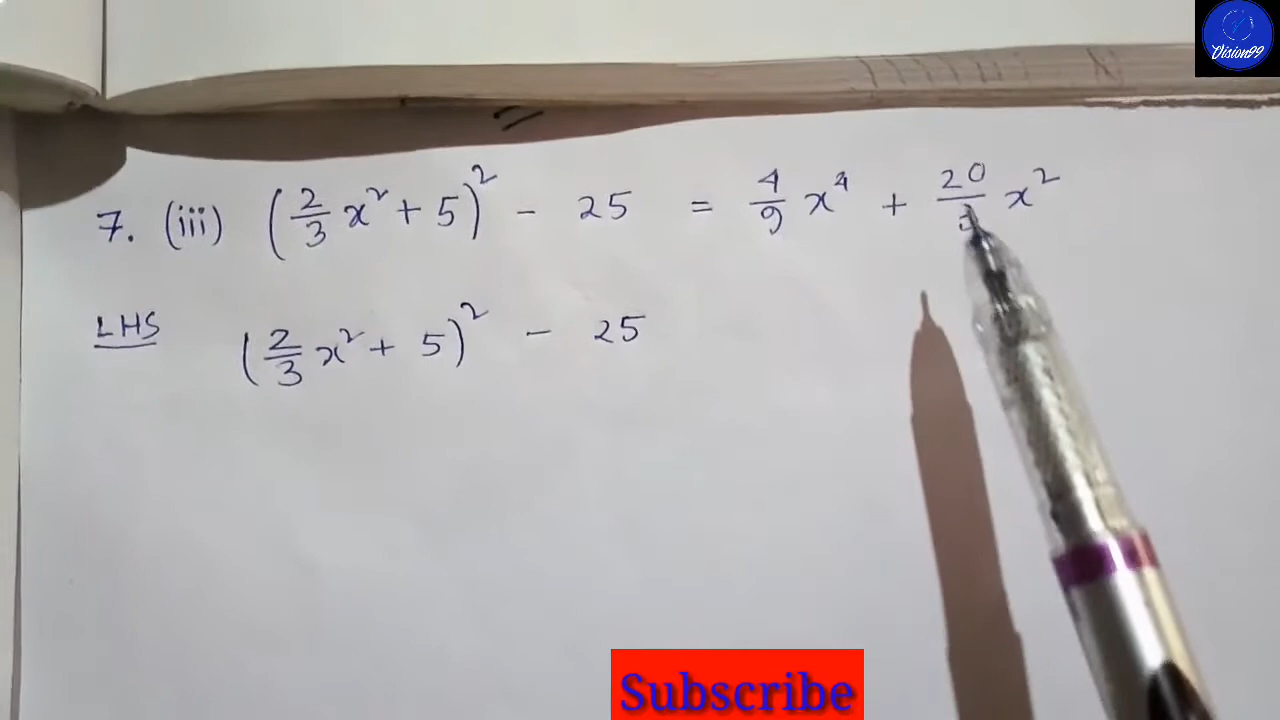 7. (iii) (2/3 x² + 5)² - 25 = 4/9 x⁴ + 20/3 x²
LHS (2/3 x² + 5)² - 25
Subscribe
Vision99